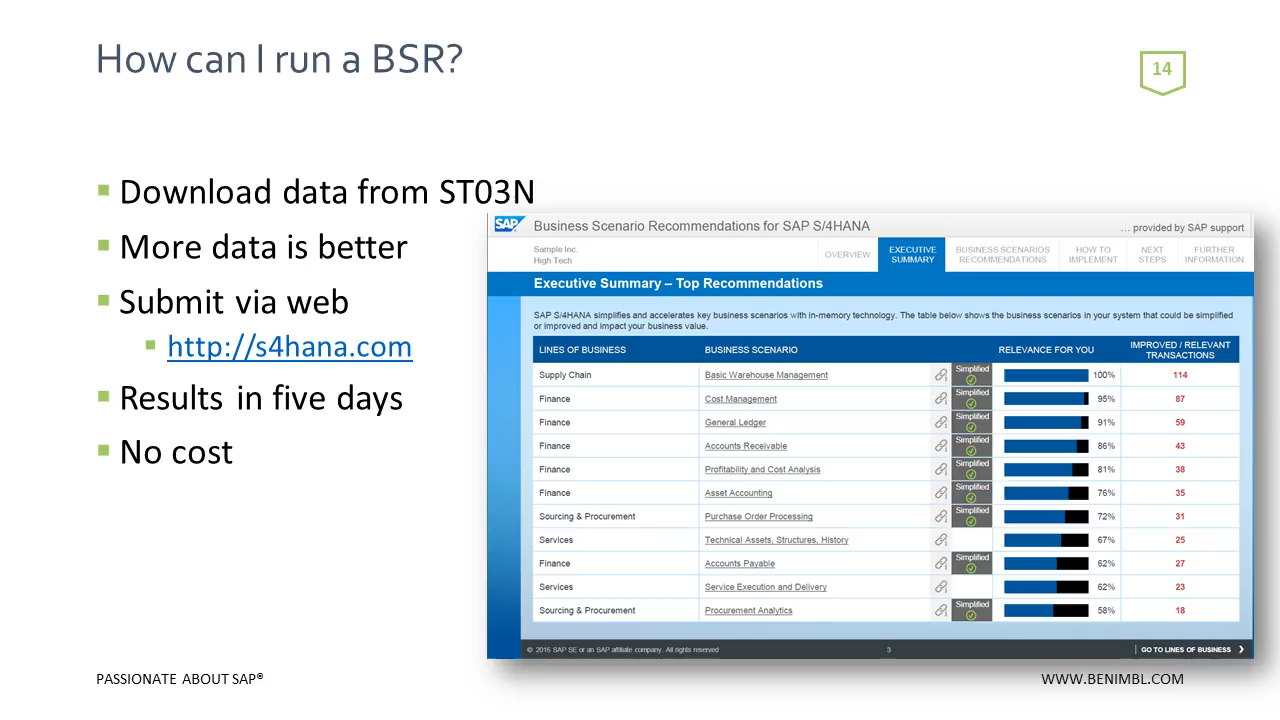 How can I run a BSR?
14
Download data from ST03N
More data is better
Submit via web
http://s4hana.com
Results in five days
No cost
SAP Business Scenario Recommendations for SAP S/4HANA ... provided by SAP support
Sample Inc.
High Tech
OVERVIEW
EXECUTIVE SUMMARY
BUSINESS SCENARIOS RECOMMENDATIONS
HOW TO IMPLEMENT
NEXT STEPS
FURTHER INFORMATION
Executive Summary – Top Recommendations
SAP S/4HANA simplifies and accelerates key business scenarios with in-memory technology. The table below shows the business scenarios in your system that could be simplified
or improved and impact your business value.
LINES OF BUSINESS BUSINESS SCENARIO RELEVANCE FOR YOU IMPROVED / RELEVANT TRANSACTIONS
Supply Chain Basic Warehouse Management Simplified 100% 114
Finance Cost Management Simplified 95% 87
Finance General Ledger Simplified 91% 59
Finance Accounts Receivable Simplified 86% 43
Finance Profitability and Cost Analysis Simplified 81% 38
Finance Asset Accounting Simplified 76% 35
Sourcing & Procurement Purchase Order Processing Simplified 72% 31
Services Technical Assets, Structures, History 67% 25
Finance Accounts Payable Simplified 62% 27
Services Service Execution and Delivery 62% 23
Sourcing & Procurement Procurement Analytics Simplified 58% 18
© 2016 SAP SE or an SAP affiliate company. All rights reserved 3 GO TO LINES OF BUSINESS
PASSIONATE ABOUT SAP® WWW.BENIMBL.COM